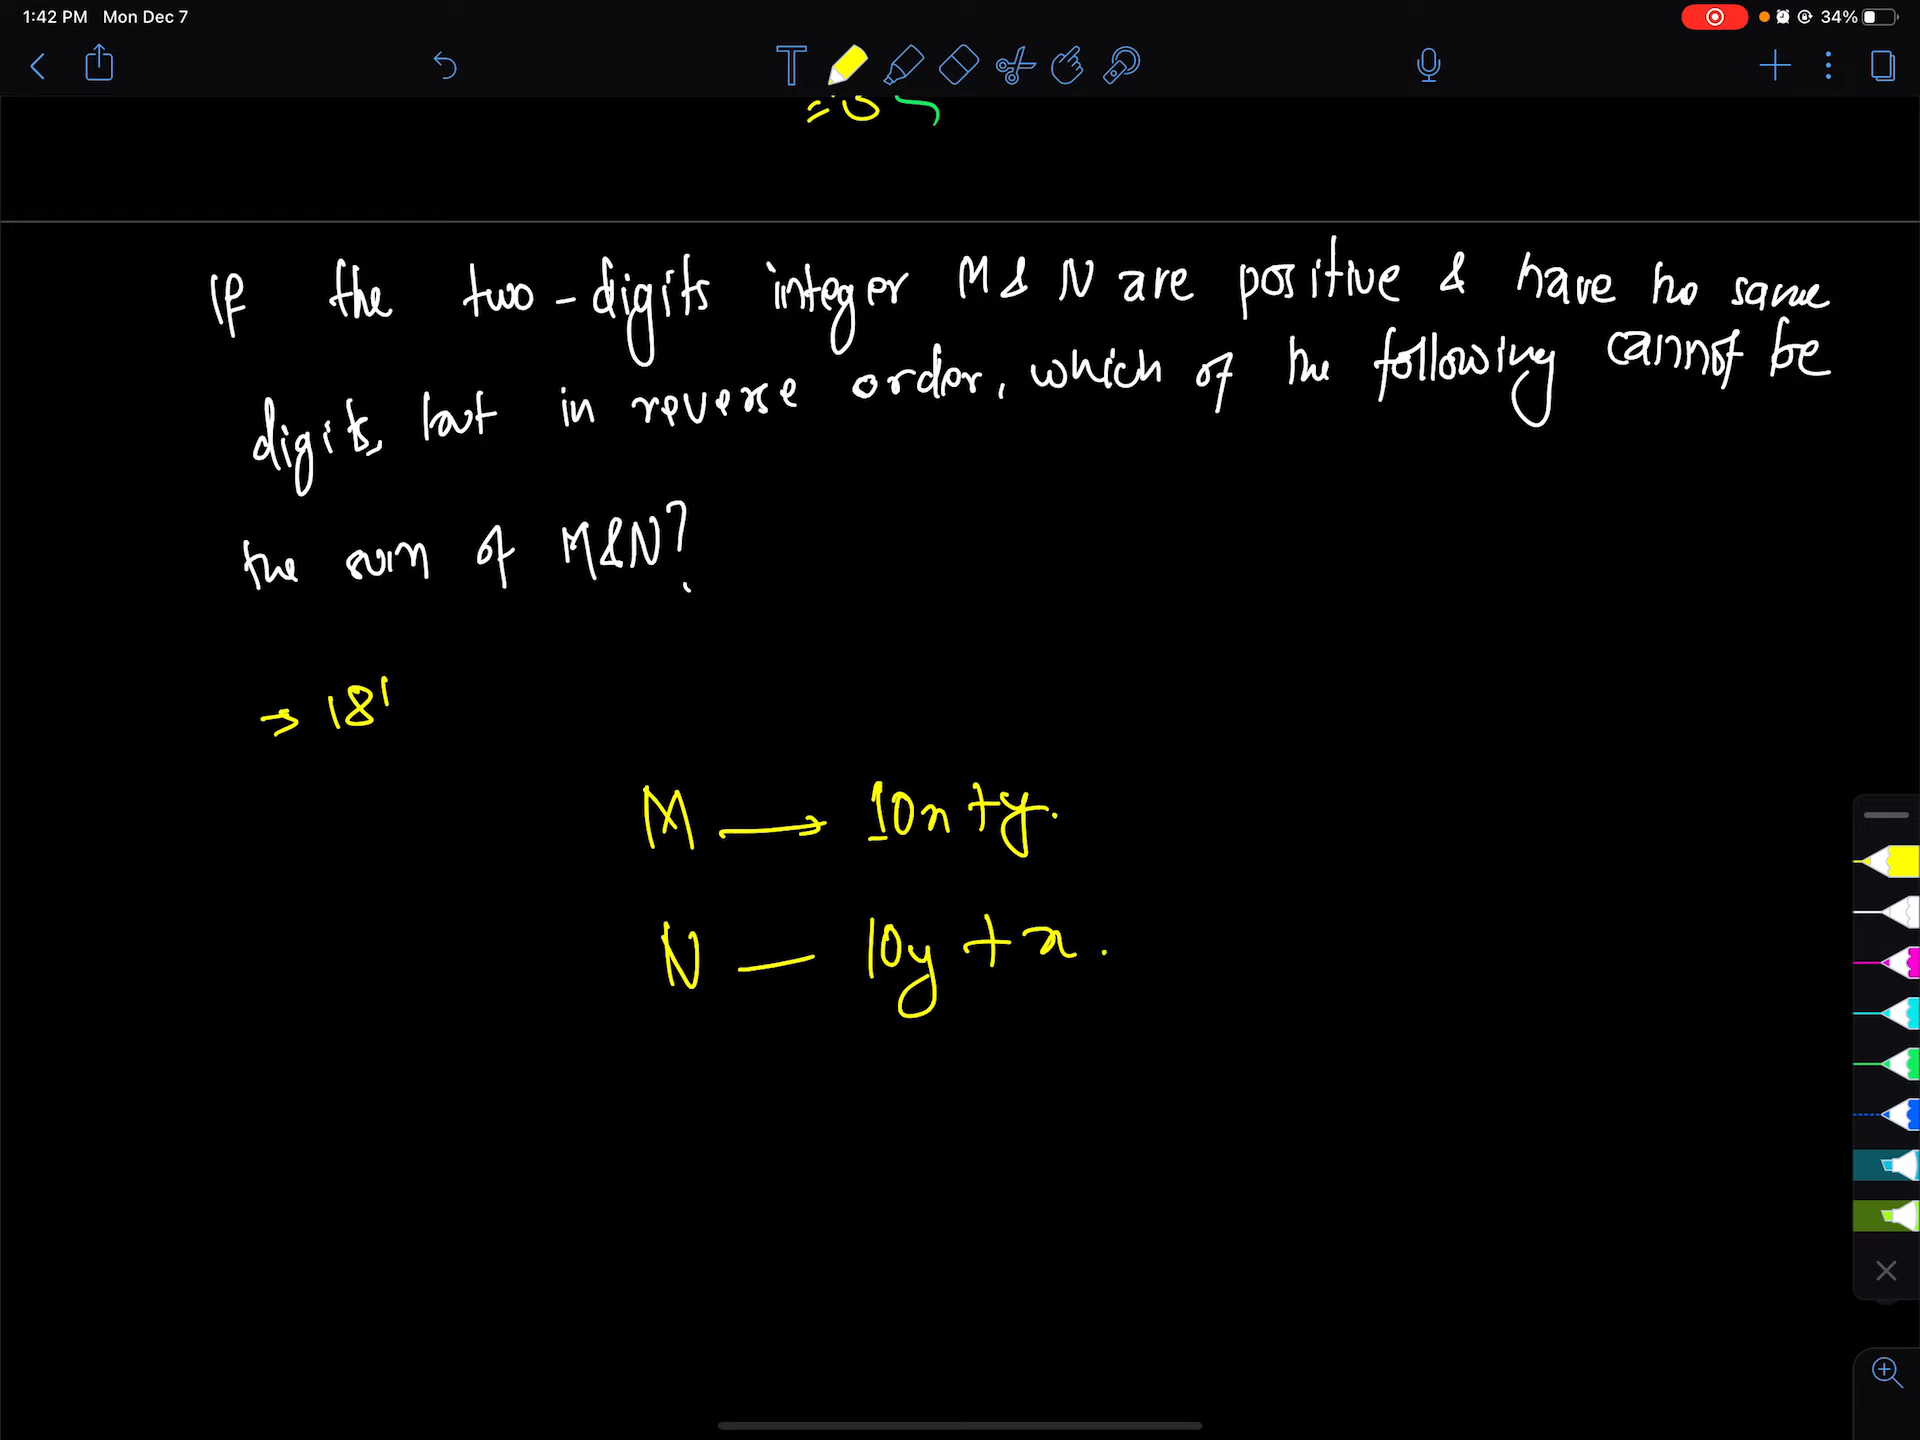 1:42 PM Mon Dec 7
34%
T
If the two-digits integer M & N are positive & have no same
digits, but in reverse order, which of the following cannot be
the sum of M&N?
→ 181
M → 10x + y.
N — 10y + x.